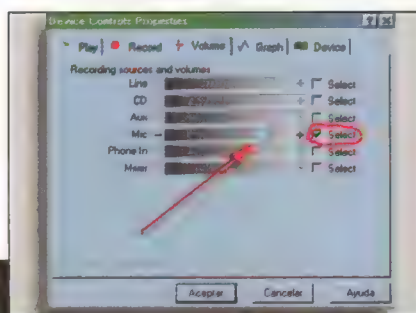 Device Controls Properties
Play Record Volume Graph Device
Recording sources and volumes
Line Select
CD Select
Aux Select
Mic Select
Phone In Select
Mixer Select
Aceptar Cancelar Ayuda